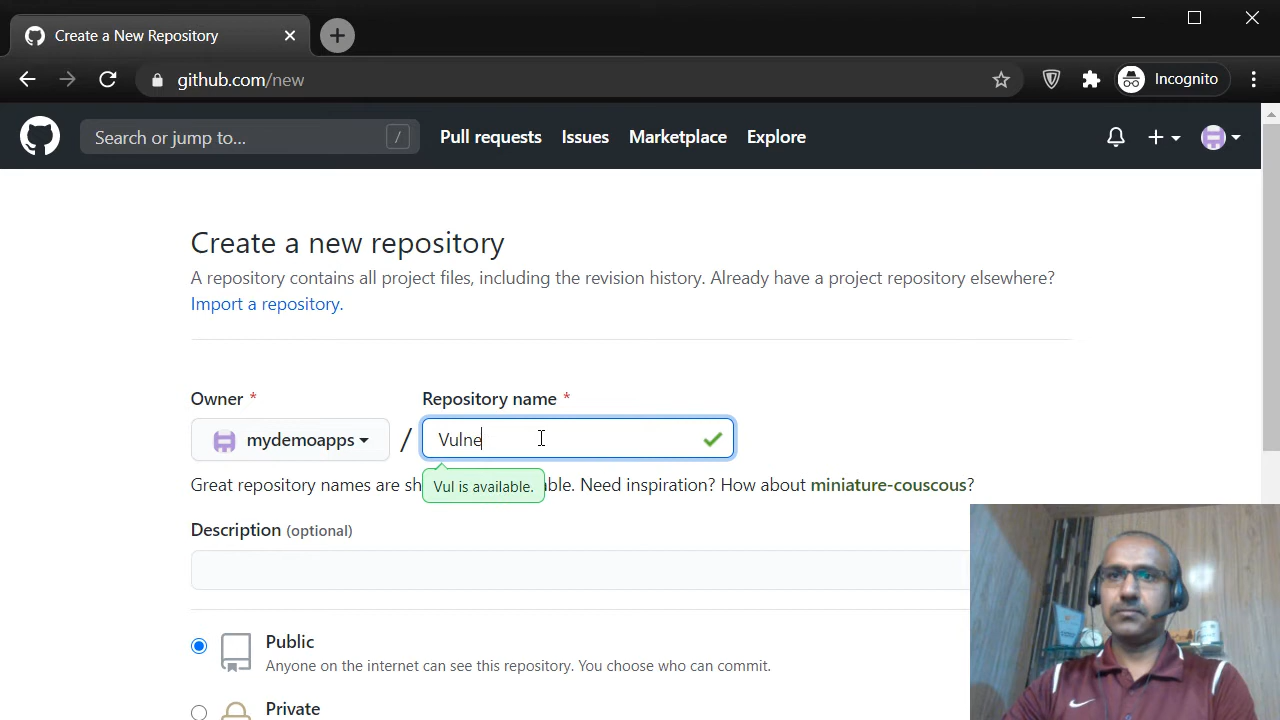 Create a New Repository
github.com/new
Incognito
Search or jump to...
/
Pull requests
Issues
Marketplace
Explore
Create a new repository
A repository contains all project files, including the revision history. Already have a project repository elsewhere?
Import a repository.
Owner *
Repository name *
mydemoapps
/
Vulne
Vul is available.
Great repository names are sh able. Need inspiration? How about miniature-couscous?
Description (optional)
Public
Anyone on the internet can see this repository. You choose who can commit.
Private